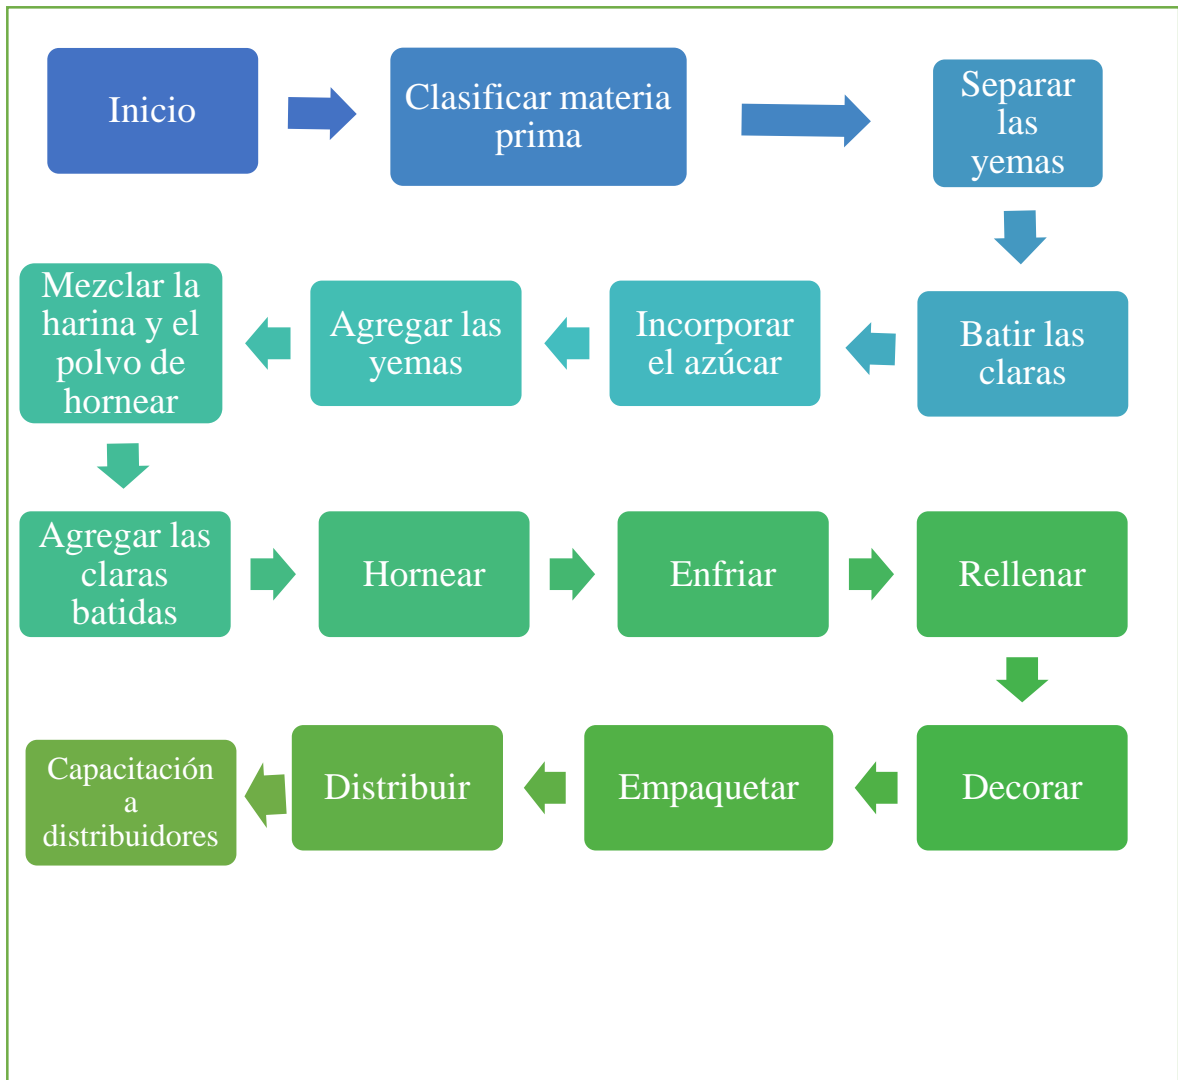 Inicio
Clasificar materia
prima
Separar
las
yemas
Batir las
claras
Incorporar
el azúcar
Agregar las
yemas
Mezclar la
harina y el
polvo de
hornear
Agregar las
claras
batidas
Hornear
Enfriar
Rellenar
Decorar
Empaquetar
Distribuir
Capacitación
a
distribuidores